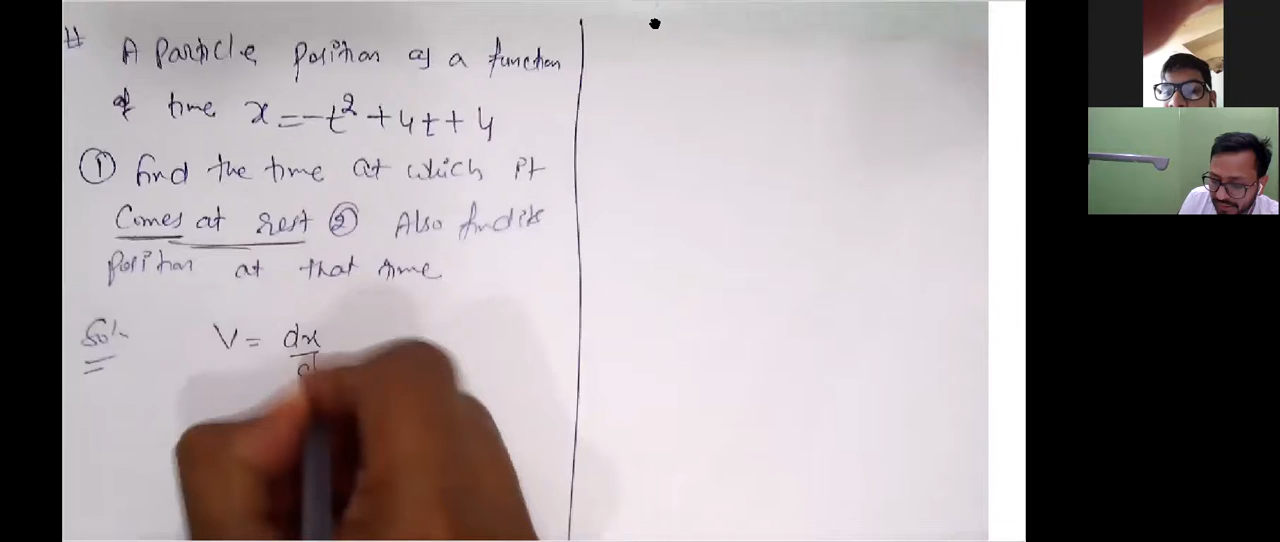 # A Particle Position as a function
of time x = -t² + 4t + 4
① find the time at which it
Comes at rest ② Also find its
Position at that time
Solⁿ V = dx
d